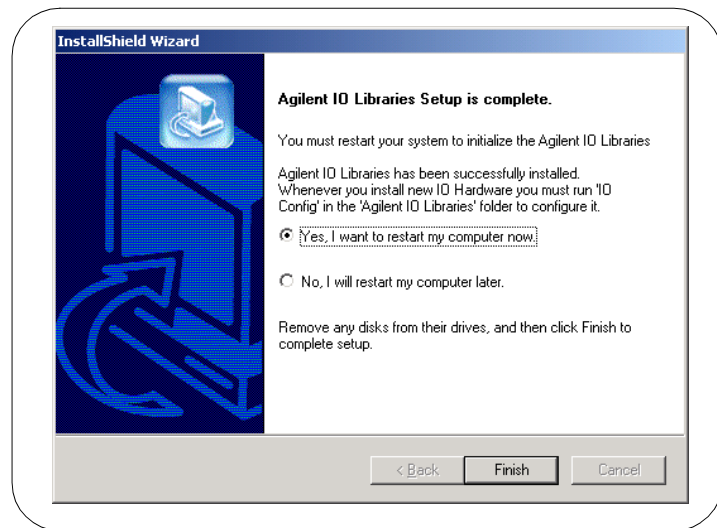 InstallShield Wizard
Agilent IO Libraries Setup is complete.
You must restart your system to initialize the Agilent IO Libraries
Agilent IO Libraries has been successfully installed.
Whenever you install new IO Hardware you must run 'IO
Config' in the 'Agilent IO Libraries' folder to configure it.
Yes, I want to restart my computer now.
No, I will restart my computer later.
Remove any disks from their drives, and then click Finish to
complete setup.
< Back
Finish
Cancel